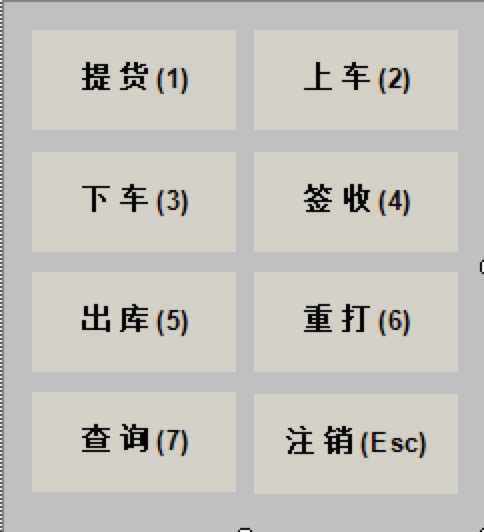 提货(1)
上车(2)
下车(3)
签收(4)
出库(5)
重打(6)
查询(7)
注销(Esc)